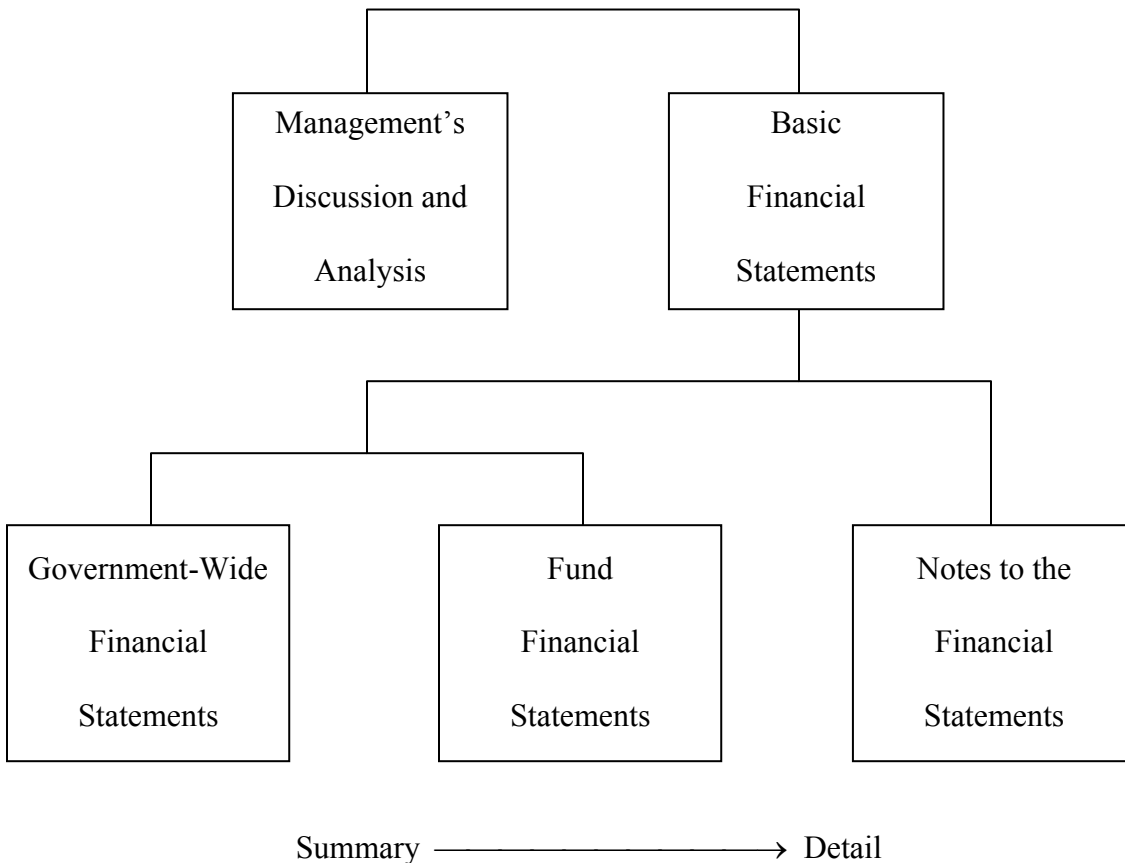 Management’s
Discussion and
Analysis
Basic
Financial
Statements
Government-Wide
Financial
Statements
Fund
Financial
Statements
Notes to the
Financial
Statements
Summary ⟶ Detail